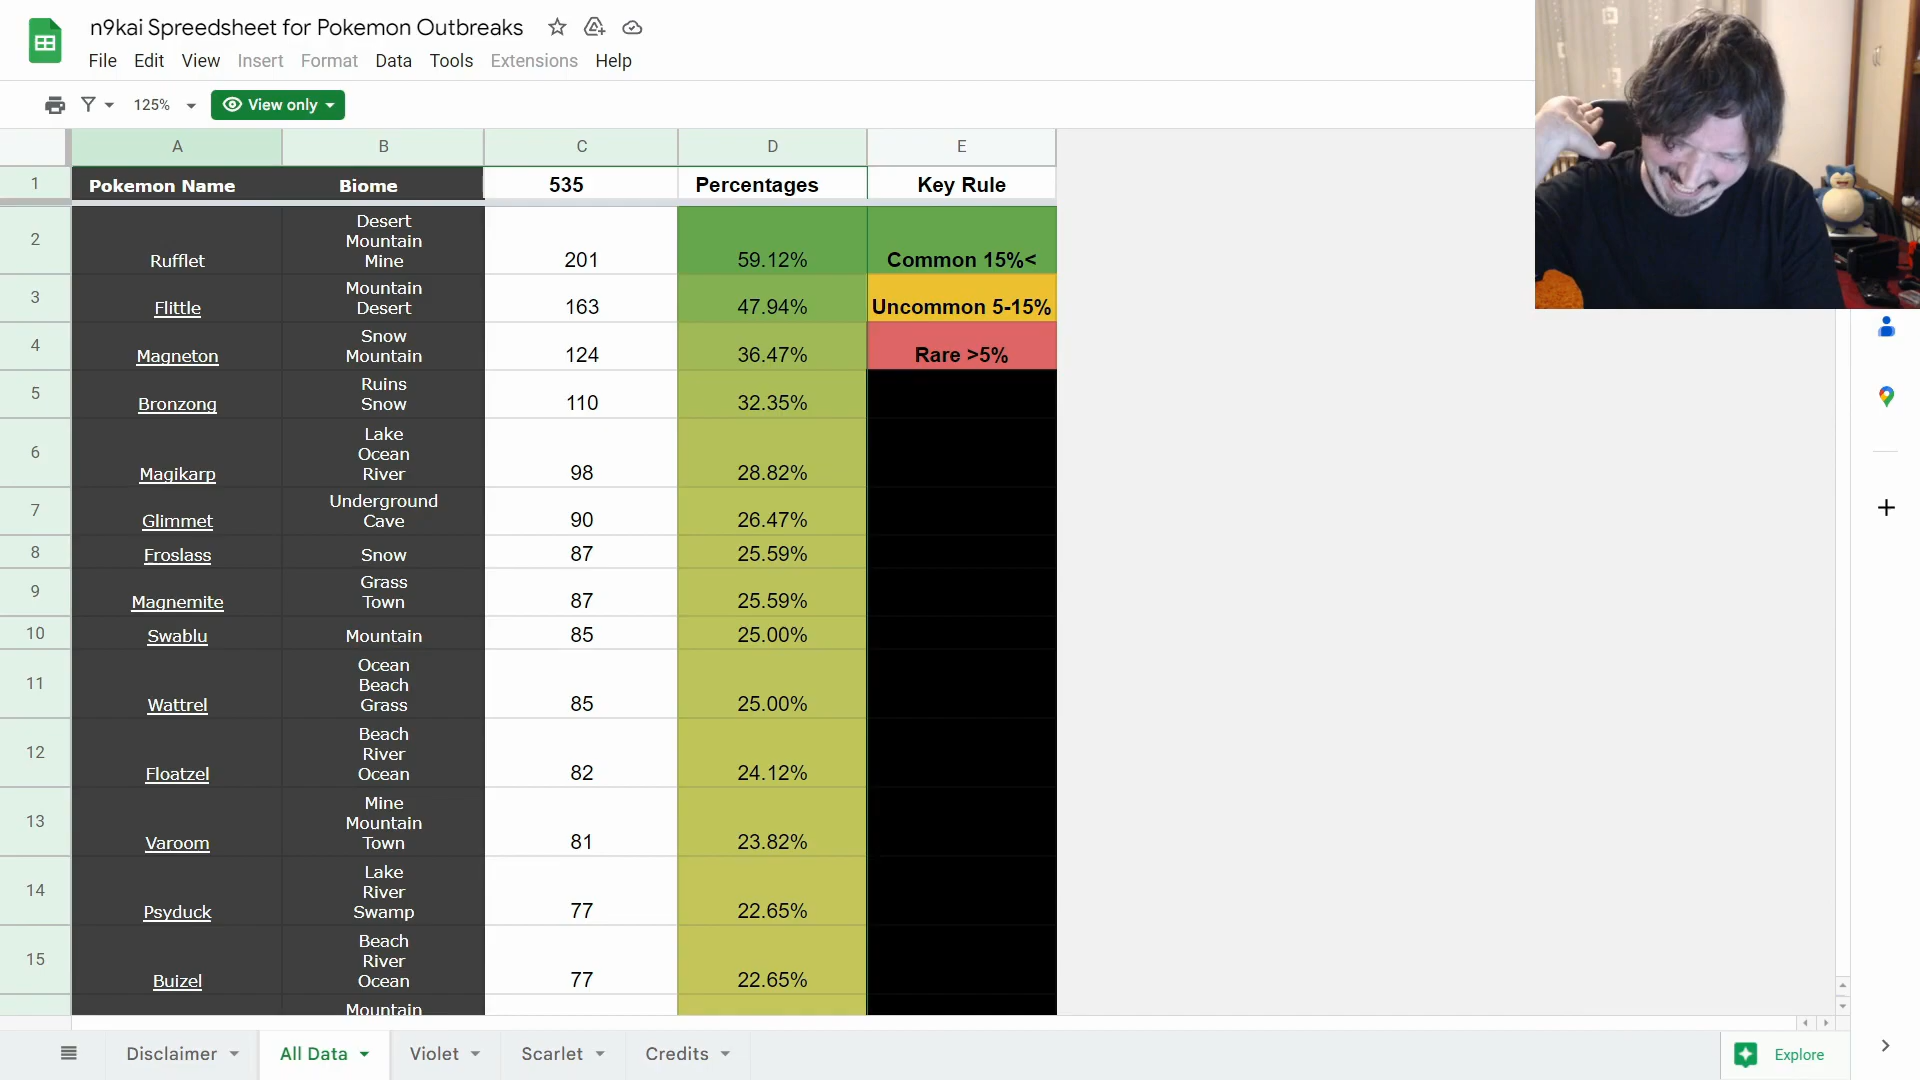 n9kai Spreedsheet for Pokemon Outbreaks
File Edit View Insert Format Data Tools Extensions Help
125% View only
A B C D E
1 Pokemon Name Biome 535 Percentages Key Rule
Desert
Mountain
2 Rufflet Mine 201 59.12% Common 15%<
Mountain
3 Flittle Desert 163 47.94% Uncommon 5-15%
Snow
4 Magneton Mountain 124 36.47% Rare >5%
Ruins
5 Bronzong Snow 110 32.35%
Lake
Ocean
6 Magikarp River 98 28.82%
Underground
7 Glimmet Cave 90 26.47%
8 Froslass Snow 87 25.59%
Grass
9 Magnemite Town 87 25.59%
10 Swablu Mountain 85 25.00%
Ocean
Beach
11 Wattrel Grass 85 25.00%
Beach
River
12 Floatzel Ocean 82 24.12%
Mine
Mountain
13 Varoom Town 81 23.82%
Lake
River
14 Psyduck Swamp 77 22.65%
Beach
River
15 Buizel Ocean 77 22.65%
Mountain
Disclaimer All Data Violet Scarlet Credits Explore